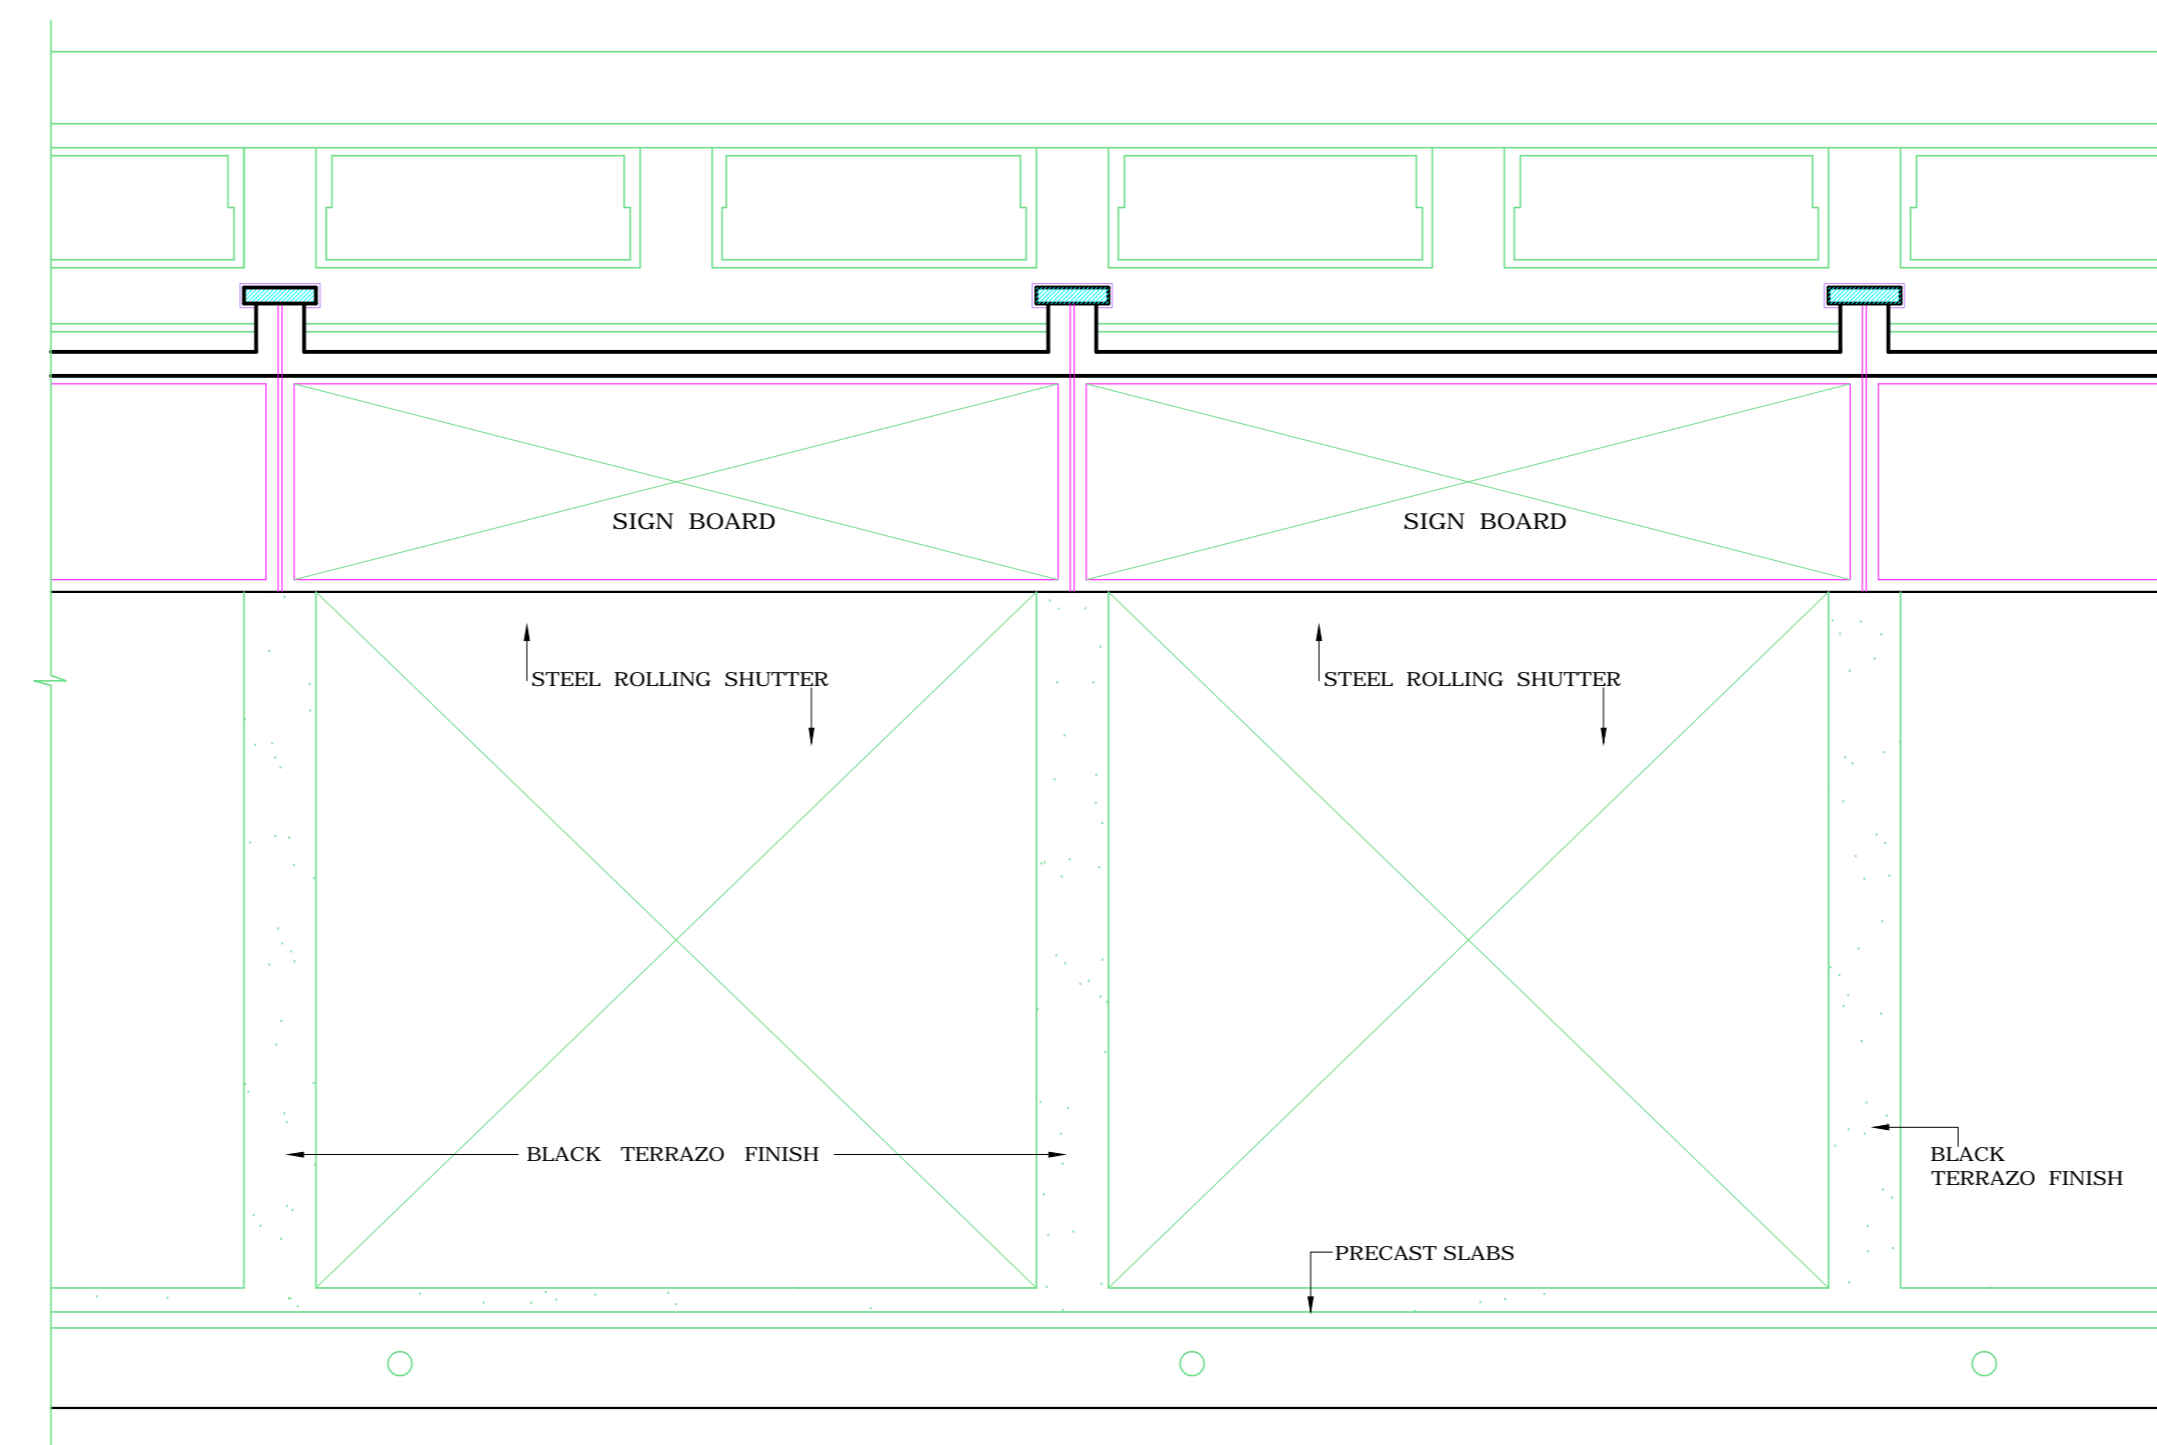 SIGN BOARD
SIGN BOARD
STEEL ROLLING SHUTTER
STEEL ROLLING SHUTTER
BLACK TERRAZO FINISH
BLACK
TERRAZO FINISH
PRECAST SLABS